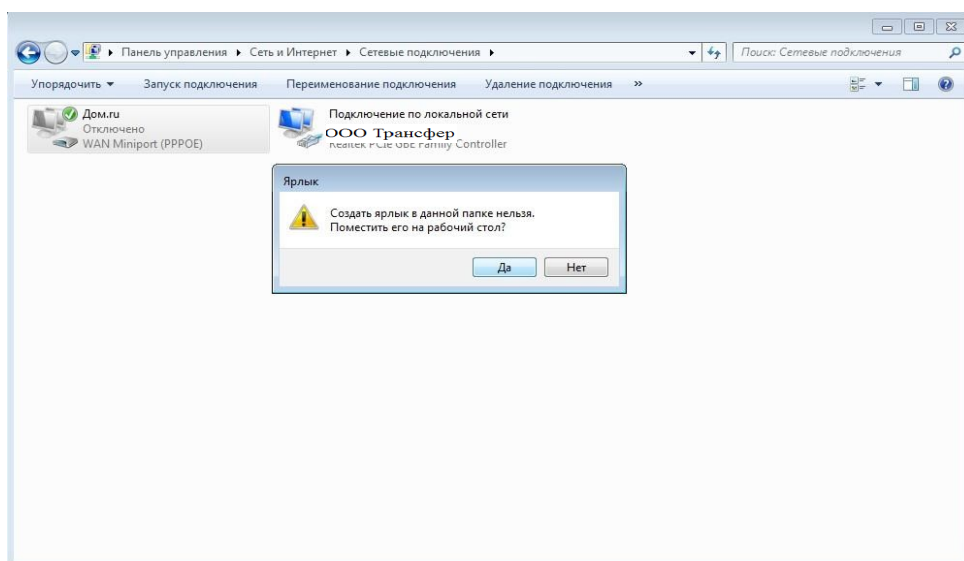 Панель управления ▸ Сеть и Интернет ▸ Сетевые подключения ▸
Поиск: Сетевые подключения
Упорядочить Запуск подключения Переименование подключения Удаление подключения »
Дом.ru
Отключено
WAN Miniport (PPPOE)
Подключение по локальной сети
ООО Трансфер
Realtek PCIe GBE Family Controller
Ярлык
Создать ярлык в данной папке нельзя.
Поместить его на рабочий стол?
Да Нет